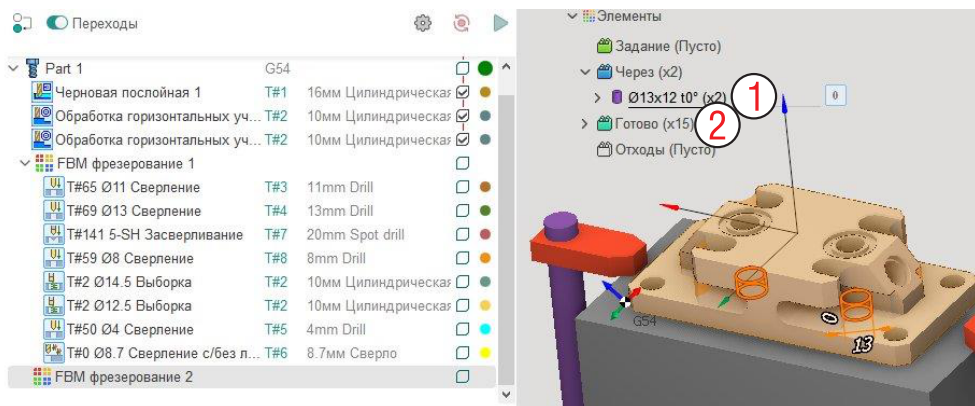 Переходы
Part 1 G54
Черновая послойная 1 T#1 16мм Цилиндрическая
Обработка горизонтальных уч... T#2 10мм Цилиндрическая
Обработка горизонтальных уч... T#2 10мм Цилиндрическая
FBM фрезерование 1
T#65 Ø11 Сверление T#3 11mm Drill
T#69 Ø13 Сверление T#4 13mm Drill
T#141 5-SH Засверливание T#7 20mm Spot drill
T#59 Ø8 Сверление T#8 8mm Drill
T#2 Ø14.5 Выборка T#2 10мм Цилиндрическая
T#2 Ø12.5 Выборка T#2 10мм Цилиндрическая
T#50 Ø4 Сверление T#5 4mm Drill
T#0 Ø8.7 Сверление с/без л... T#6 8.7мм Сверло
FBM фрезерование 2
Элементы
Задание (Пусто)
Через (x2)
Ø13x12 t0° (x2) 1 0
Готово (x15) 2
Отходы (Пусто)
G54
0
13